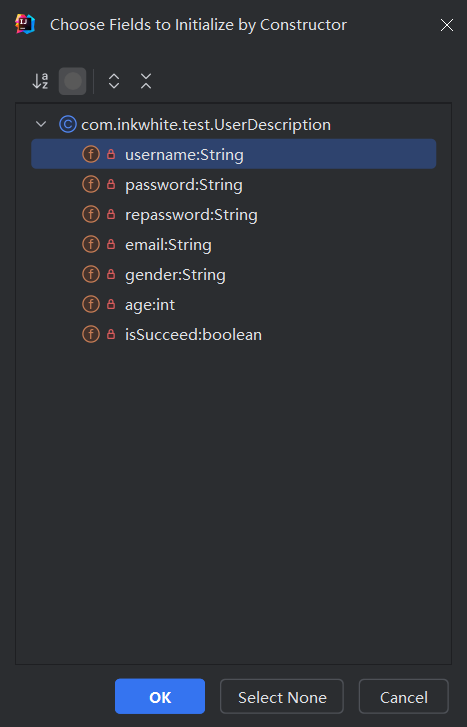 Choose Fields to Initialize by Constructor
com.inkwhite.test.UserDescription
username:String
password:String
repassword:String
email:String
gender:String
age:int
isSucceed:boolean
OK Select None Cancel